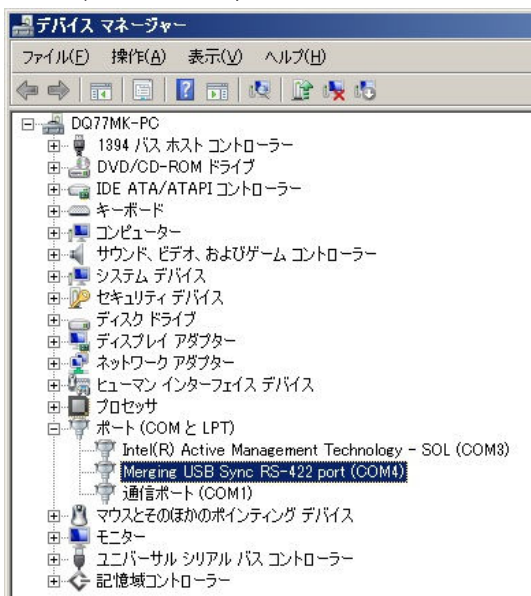 デバイス マネージャー
ファイル(F) 操作(A) 表示(V) ヘルプ(H)
DQ77MK-PC
1394 バス ホスト コントローラー
DVD/CD-ROM ドライブ
IDE ATA/ATAPI コントローラー
キーボード
コンピューター
サウンド、ビデオ、およびゲーム コントローラー
システム デバイス
セキュリティ デバイス
ディスク ドライブ
ディスプレイ アダプター
ネットワーク アダプター
ヒューマン インターフェイス デバイス
プロセッサ
ポート (COM と LPT)
Intel(R) Active Management Technology - SOL (COM3)
Merging USB Sync RS-422 port (COM4)
通信ポート (COM1)
マウスとそのほかのポインティング デバイス
モニター
ユニバーサル シリアル バス コントローラー
記憶域コントローラー